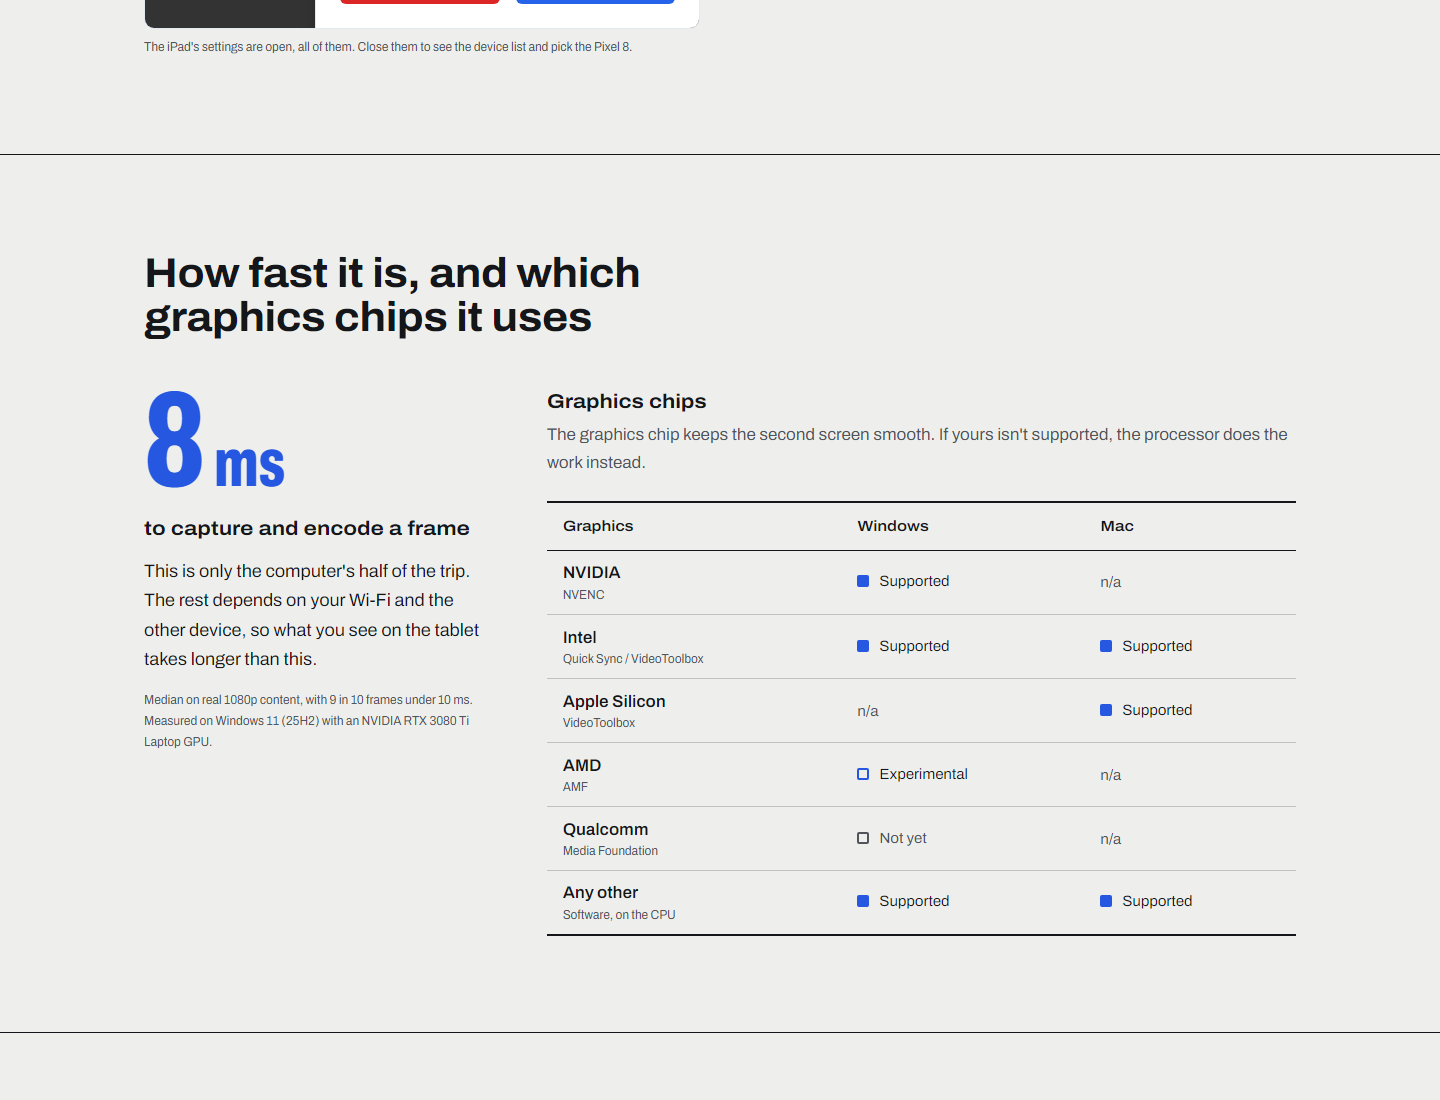 The iPad's settings are open, all of them. Close them to see the device list and pick the Pixel 8.
How fast it is, and which
graphics chips it uses
8 ms
to capture and encode a frame
This is only the computer's half of the trip.
The rest depends on your Wi-Fi and the
other device, so what you see on the tablet
takes longer than this.
Median on real 1080p content, with 9 in 10 frames under 10 ms.
Measured on Windows 11 (25H2) with an NVIDIA RTX 3080 Ti
Laptop GPU.
Graphics chips
The graphics chip keeps the second screen smooth. If yours isn't supported, the processor does the
work instead.
Graphics Windows Mac
NVIDIA
NVENC
Supported n/a
Intel
Quick Sync / VideoToolbox
Supported Supported
Apple Silicon
VideoToolbox
n/a Supported
AMD
AMF
Experimental n/a
Qualcomm
Media Foundation
Not yet n/a
Any other
Software, on the CPU
Supported Supported